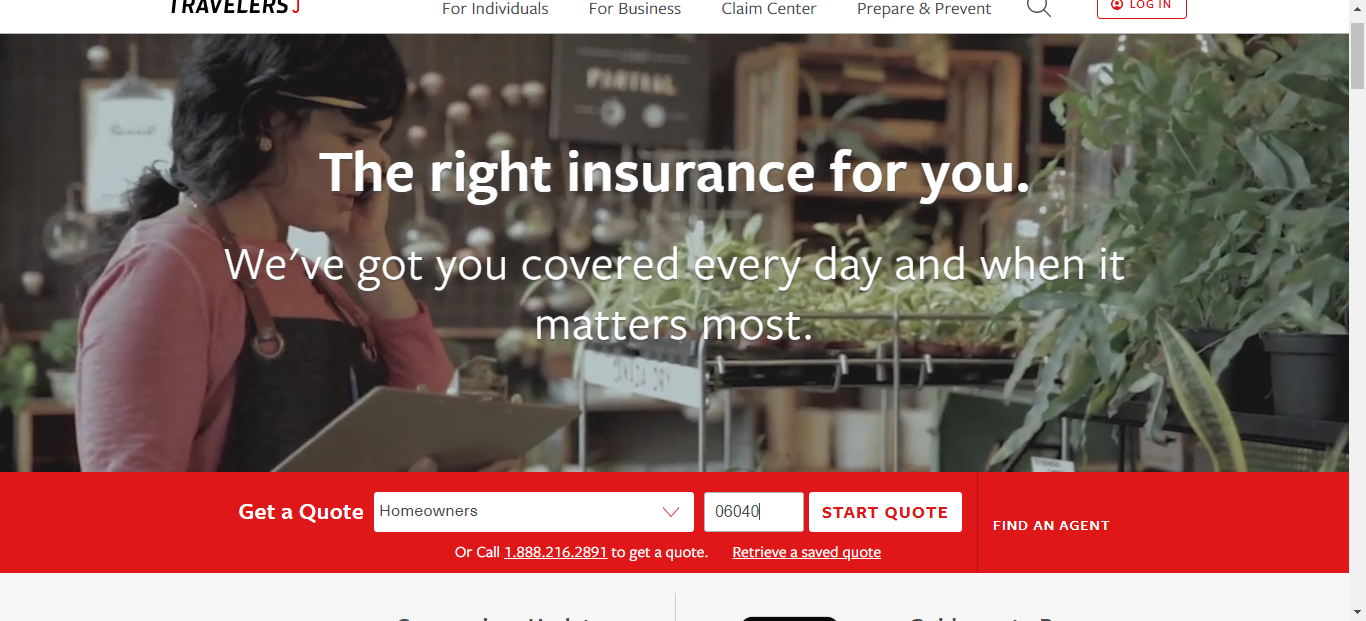 TRAVELERS
For Individuals
For Business
Claim Center
Prepare & Prevent
LOG IN
PARTIAL
The right insurance for you.
We've got you covered every day and when it
matters most.
Get a Quote
Homeowners
06040
START QUOTE
FIND AN AGENT
Or Call 1.888.216.2891 to get a quote.
Retrieve a saved quote